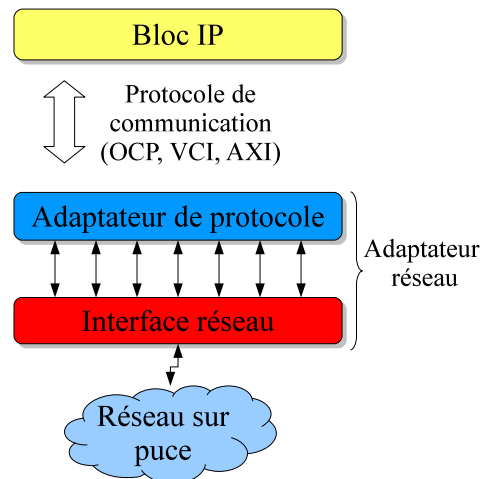 Bloc IP
Protocole de
communication
(OCP, VCI, AXI)
Adaptateur de protocole
Adaptateur
réseau
Interface réseau
Réseau sur
puce